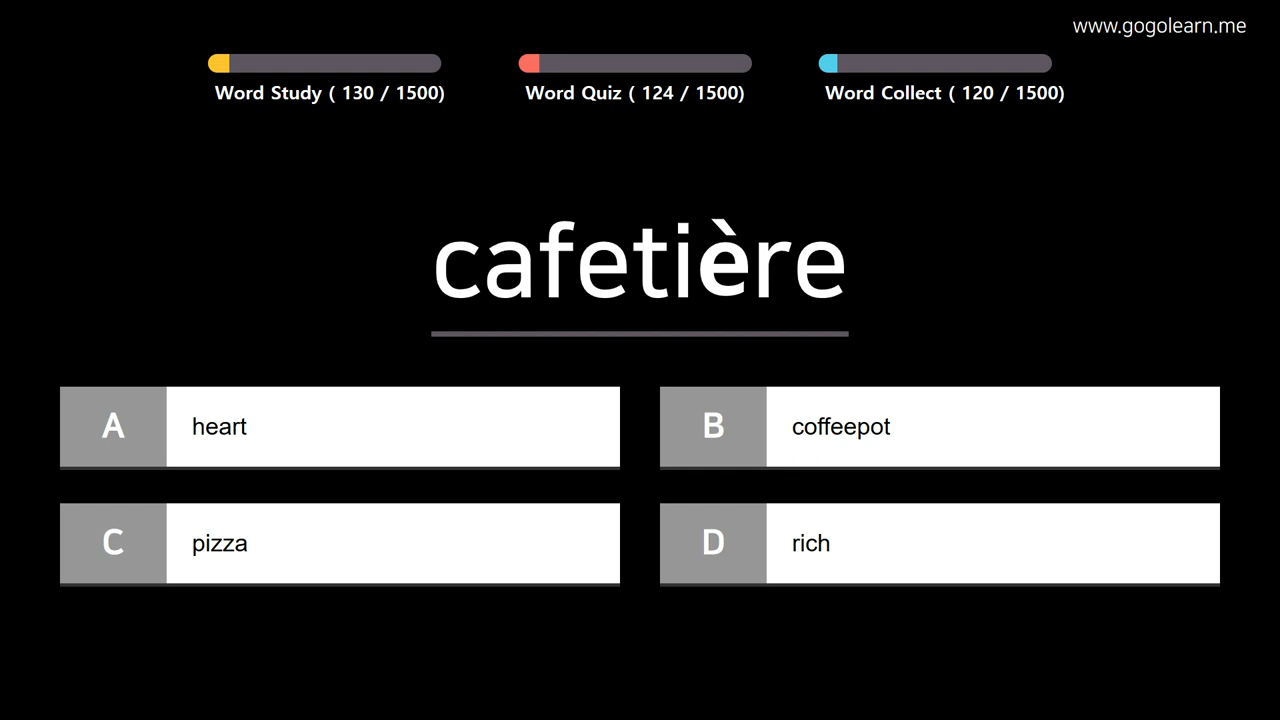 www.gogolearn.me
Word Study ( 130 / 1500)
Word Quiz ( 124 / 1500)
Word Collect ( 120 / 1500)
cafetière
A heart
B coffeepot
C pizza
D rich